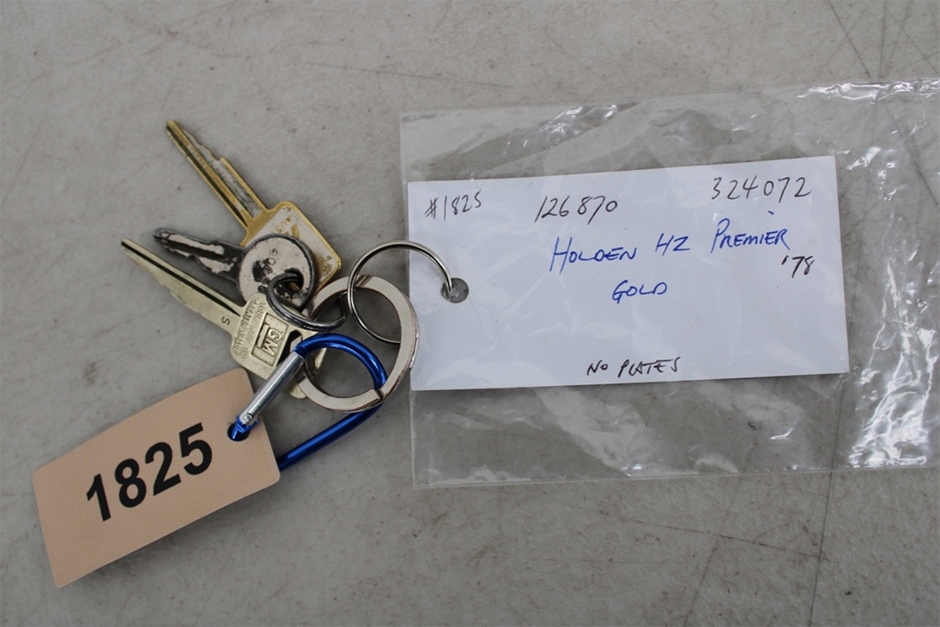 #1825 126870 324072
HOLDEN HZ PREMIER
'78
GOLD
NO PLATES
GM
S
1825